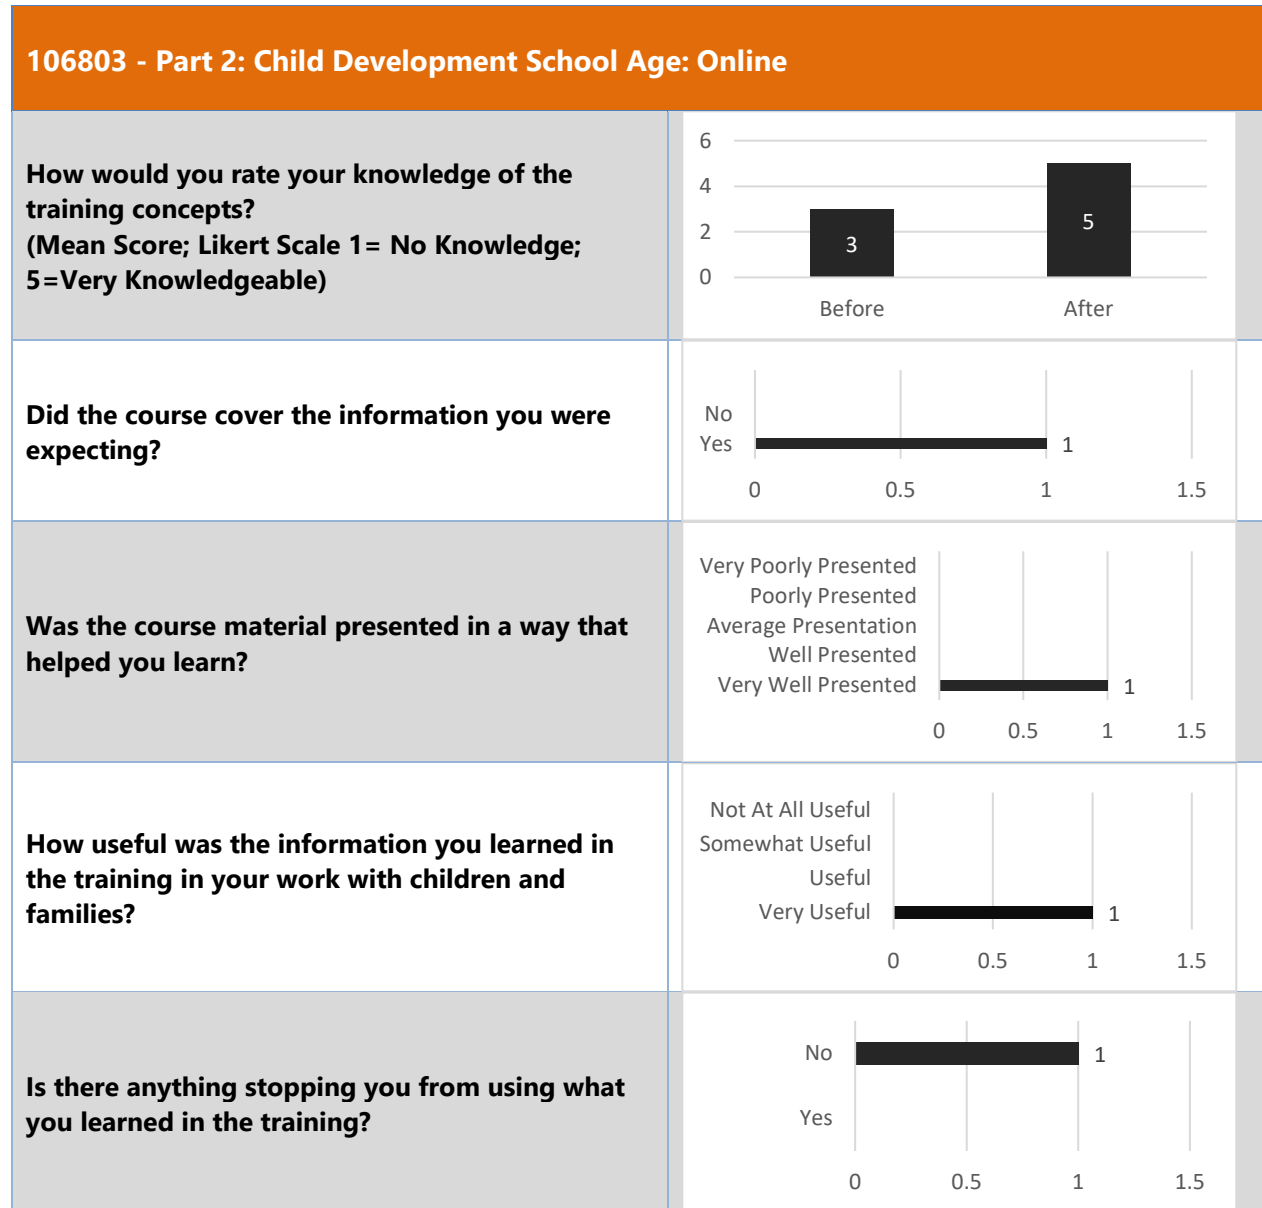 106803 - Part 2: Child Development School Age: Online
How would you rate your knowledge of the
training concepts?
(Mean Score; Likert Scale 1= No Knowledge;
5=Very Knowledgeable)
6
4
2
0
3
5
Before After
Did the course cover the information you were
expecting?
No
Yes
1
0 0.5 1 1.5
Was the course material presented in a way that
helped you learn?
Very Poorly Presented
Poorly Presented
Average Presentation
Well Presented
Very Well Presented
1
0 0.5 1 1.5
How useful was the information you learned in
the training in your work with children and
families?
Not At All Useful
Somewhat Useful
Useful
Very Useful
1
0 0.5 1 1.5
Is there anything stopping you from using what
you learned in the training?
No
1
Yes
0 0.5 1 1.5